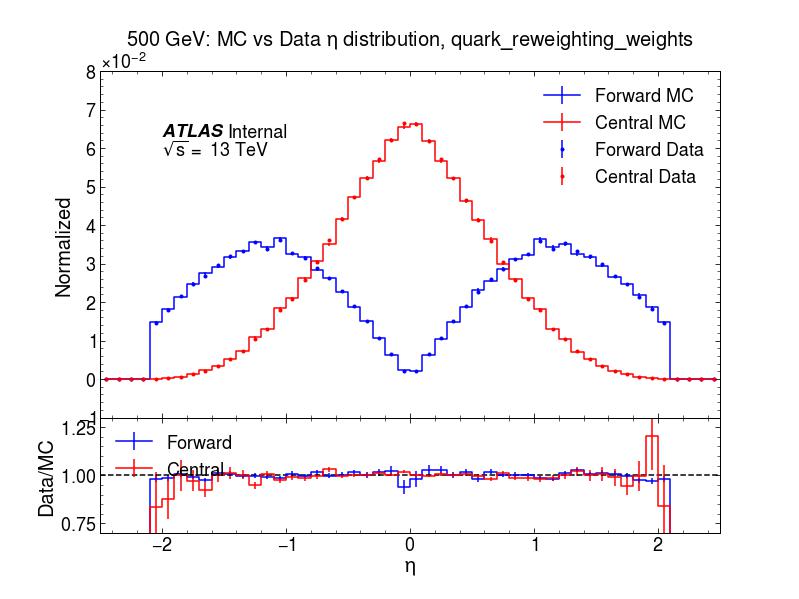 500 GeV: MC vs Data η distribution, quark_reweighting_weights
×10⁻²
8
7
6
5
4
3
2
1
0
−1
Normalized
ATLAS Internal
√s = 13 TeV
Forward MC
Central MC
Forward Data
Central Data
1.25
1.00
0.75
Data/MC
Forward
Central
−2 −1 0 1 2
η